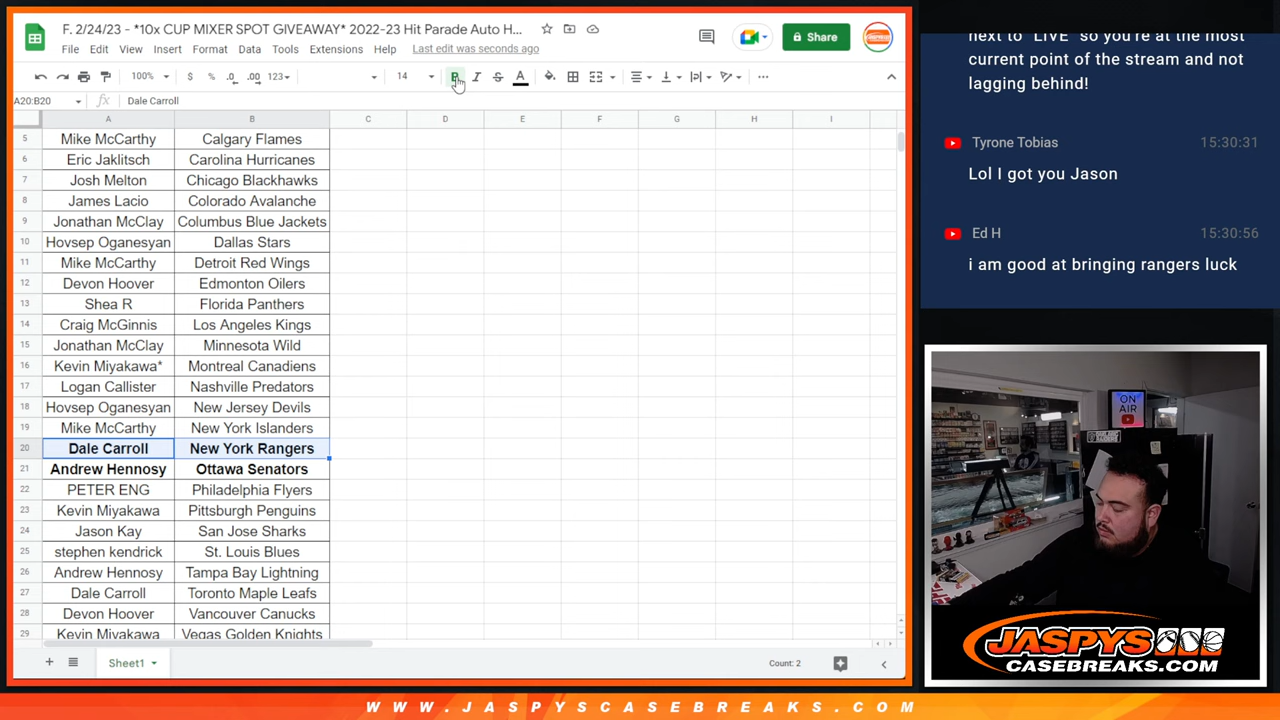 F. 2/24/23 - *10x CUP MIXER SPOT GIVEAWAY* 2022-23 Hit Parade Auto H...
File Edit View Insert Format Data Tools Extensions Help Last edit was seconds ago
Share
100% $ % .0 .00 123 14 B I S A
A20:B20 fx Dale Carroll
A B C D E F G H I
5 Mike McCarthy Calgary Flames
6 Eric Jaklitsch Carolina Hurricanes
7 Josh Melton Chicago Blackhawks
8 James Lacio Colorado Avalanche
9 Jonathan McClay Columbus Blue Jackets
10 Hovsep Oganesyan Dallas Stars
11 Mike McCarthy Detroit Red Wings
12 Devon Hoover Edmonton Oilers
13 Shea R Florida Panthers
14 Craig McGinnis Los Angeles Kings
15 Jonathan McClay Minnesota Wild
16 Kevin Miyakawa* Montreal Canadiens
17 Logan Callister Nashville Predators
18 Hovsep Oganesyan New Jersey Devils
19 Mike McCarthy New York Islanders
20 Dale Carroll New York Rangers
21 Andrew Hennosy Ottawa Senators
22 PETER ENG Philadelphia Flyers
23 Kevin Miyakawa Pittsburgh Penguins
24 Jason Kay San Jose Sharks
25 stephen kendrick St. Louis Blues
26 Andrew Hennosy Tampa Bay Lightning
27 Dale Carroll Toronto Maple Leafs
28 Devon Hoover Vancouver Canucks
29 Kevin Miyakawa Vegas Golden Knights
Sheet1 Count: 2
next to "LIVE" so you're at the most
current point of the stream and not
lagging behind!
Tyrone Tobias 15:30:31
Lol I got you Jason
Ed H 15:30:56
i am good at bringing rangers luck
ON
AIR
JASPYS
CASEBREAKS.COM
WWW.JASPYSCASEBREAKS.COM